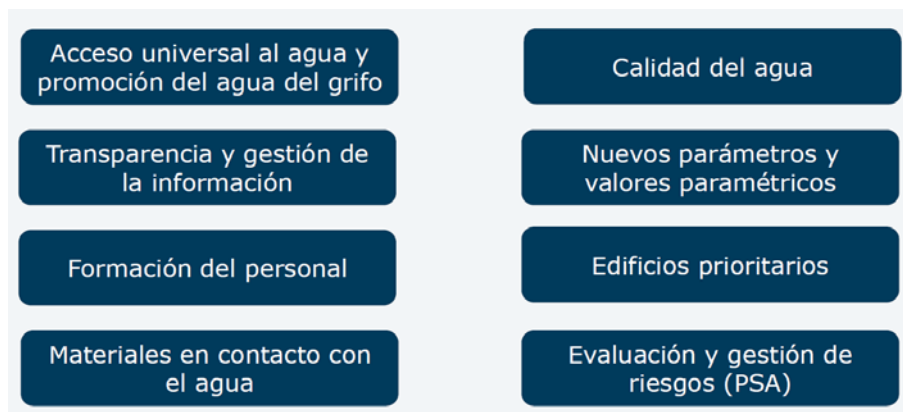 Acceso universal al agua y
promoción del agua del grifo
Calidad del agua
Transparencia y gestión de
la información
Nuevos parámetros y
valores paramétricos
Formación del personal
Edificios prioritarios
Materiales en contacto con
el agua
Evaluación y gestión de
riesgos (PSA)